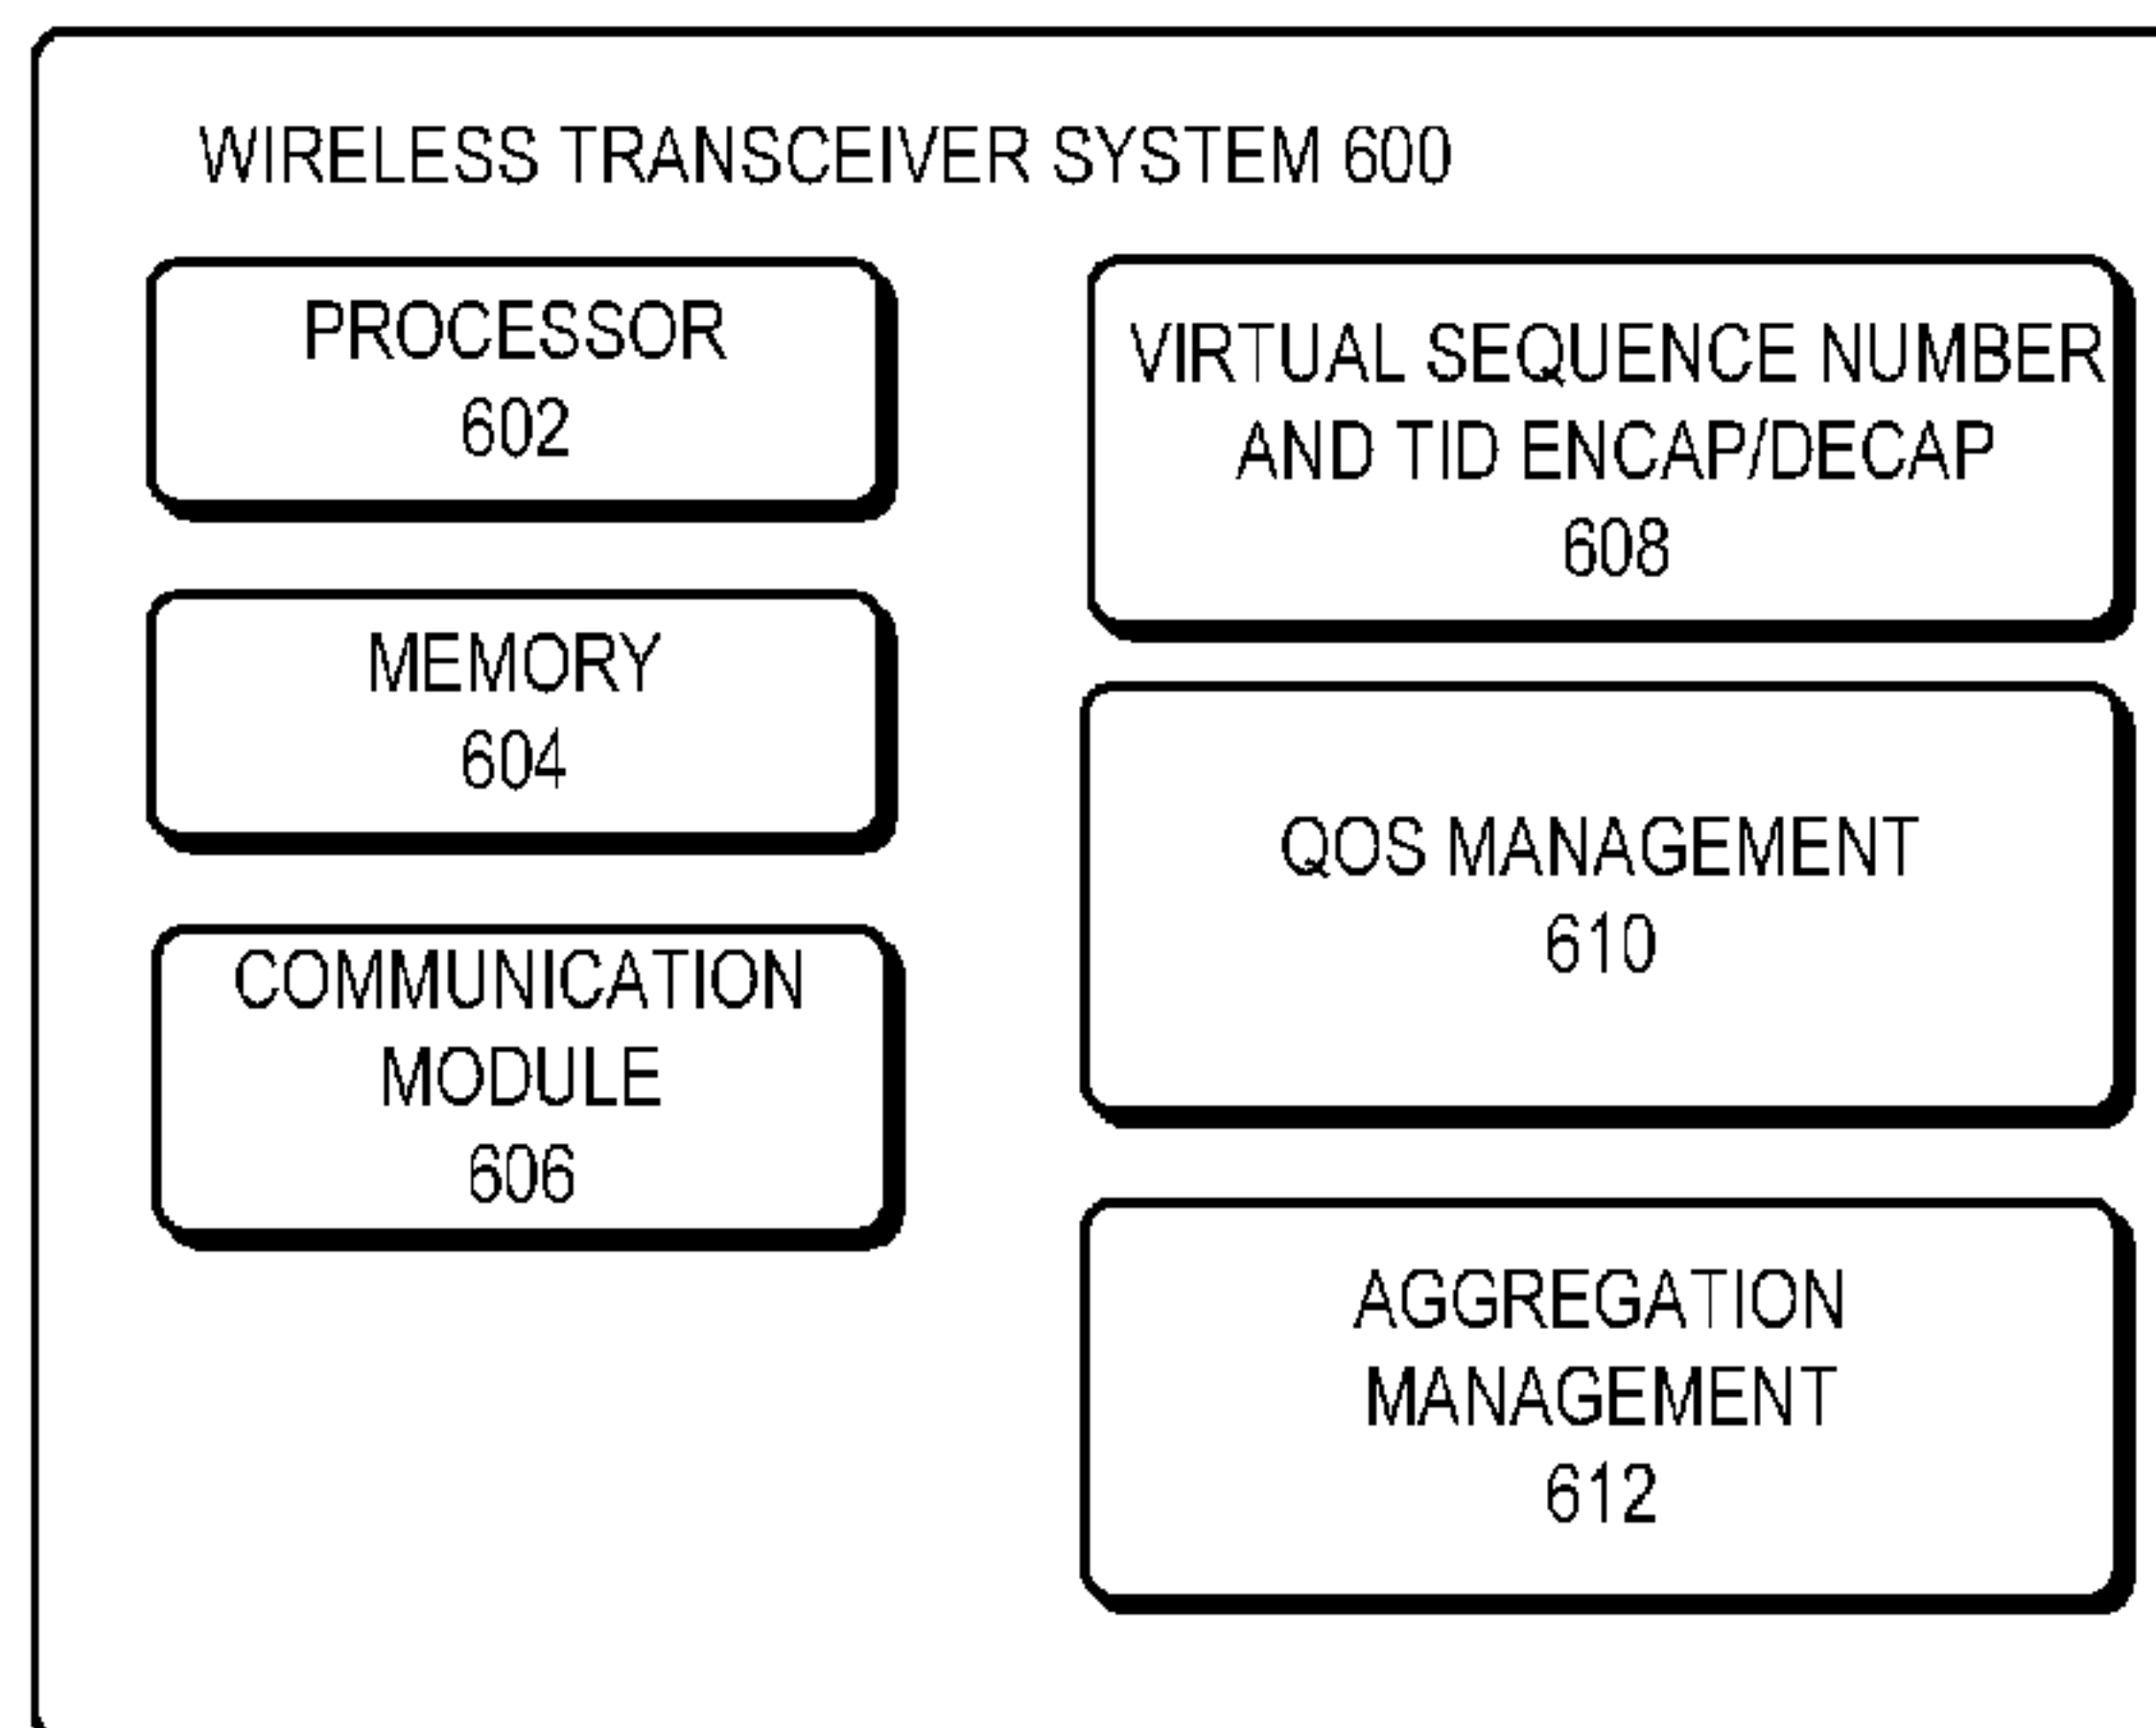 WIRELESS TRANSCEIVER SYSTEM 600
PROCESSOR
602
MEMORY
604
COMMUNICATION
MODULE
606
VIRTUAL SEQUENCE NUMBER
AND TID ENCAP/DECAP
608
QOS MANAGEMENT
610
AGGREGATION
MANAGEMENT
612